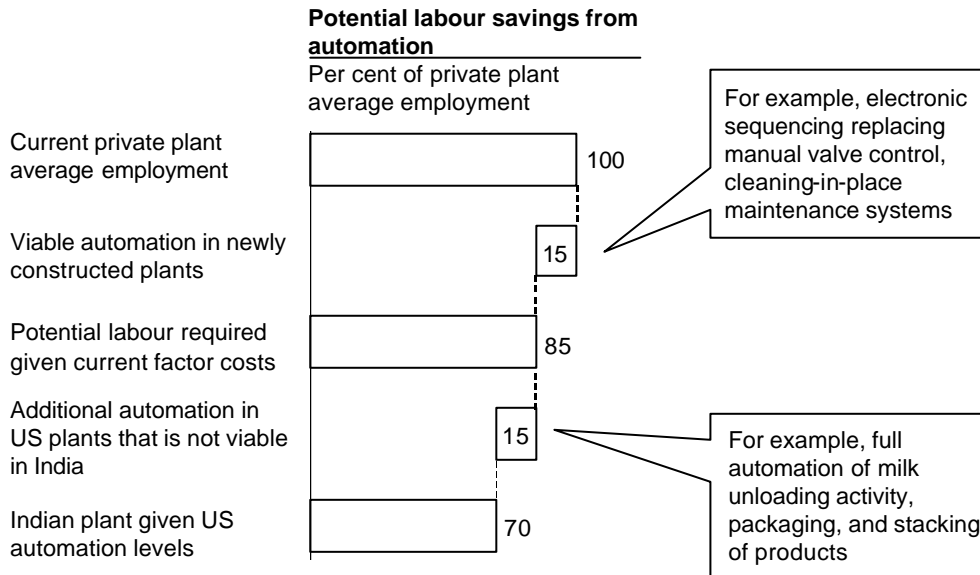 Potential labour savings from
automation
Per cent of private plant
average employment
Current private plant
average employment
100
For example, electronic
sequencing replacing
manual valve control,
cleaning-in-place
maintenance systems
Viable automation in newly
constructed plants
15
Potential labour required
given current factor costs
85
Additional automation in
US plants that is not viable
in India
15
For example, full
automation of milk
unloading activity,
packaging, and stacking
of products
Indian plant given US
automation levels
70